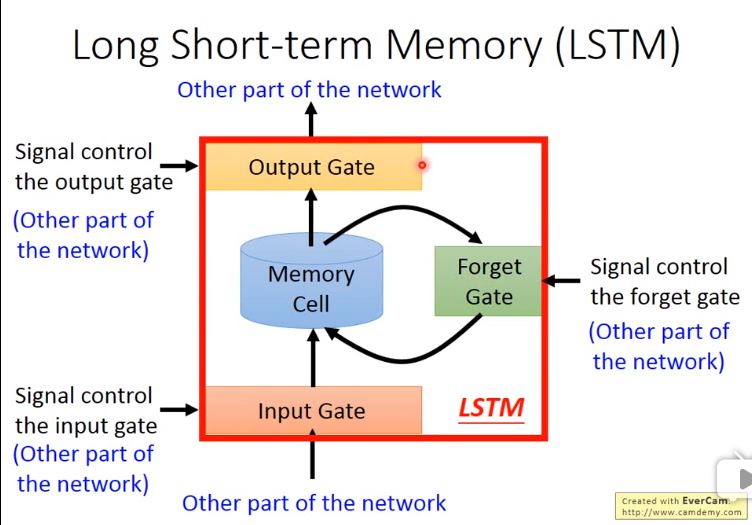 Long Short-term Memory (LSTM)
Other part of the network
Signal control
the output gate
(Other part of
the network)
Output Gate
Memory
Cell
Forget
Gate
Signal control
the forget gate
(Other part of
the network)
Signal control
the input gate
(Other part of
the network)
Input Gate
LSTM
Other part of the network
Created with EverCam.
http://www.camdemy.com